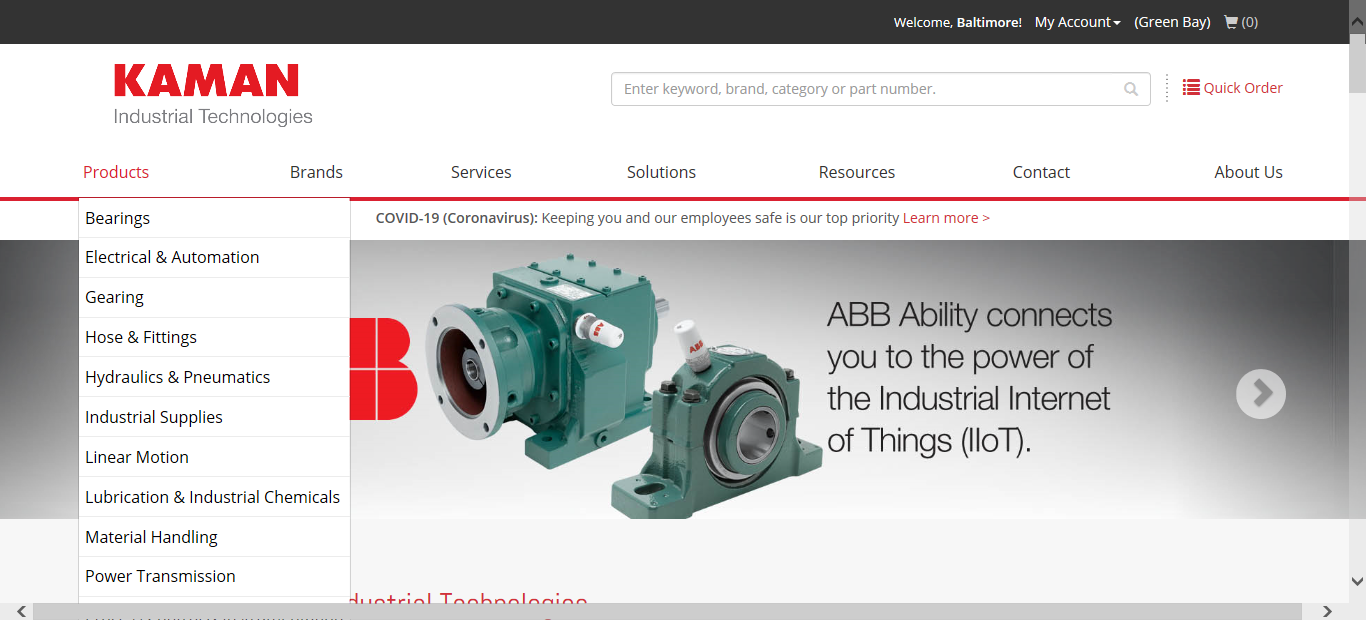 Welcome, Baltimore! My Account (Green Bay) (0)
KAMAN
Industrial Technologies
Enter keyword, brand, category or part number.
Quick Order
Products Brands Services Solutions Resources Contact About Us
COVID-19 (Coronavirus): Keeping you and our employees safe is our top priority Learn more >
Bearings
Electrical & Automation
Gearing
Hose & Fittings
Hydraulics & Pneumatics
Industrial Supplies
Linear Motion
Lubrication & Industrial Chemicals
Material Handling
Power Transmission
B
ABB
ABB
ABB Ability connects
you to the power of
the Industrial Internet
of Things (IIoT).
dustrial Technologies